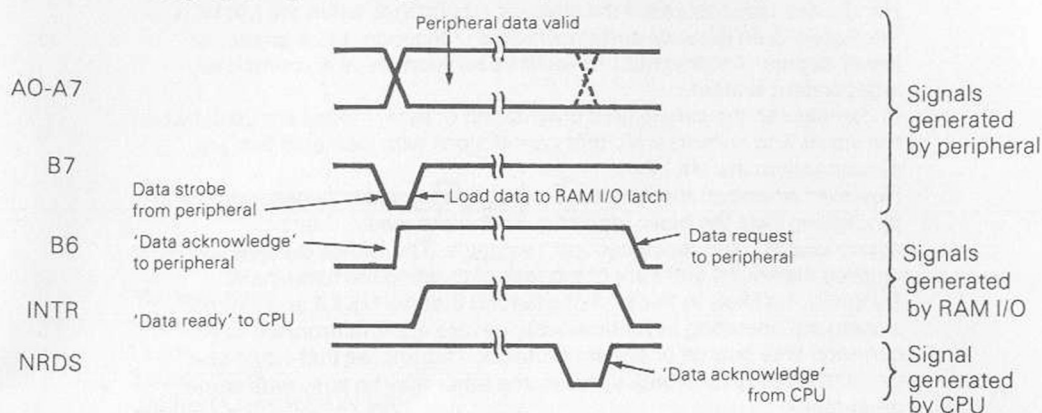 Peripheral data valid
AO-A7
Signals
generated
by peripheral
B7
Data strobe
from peripheral
Load data to RAM I/O latch
B6
'Data acknowledge'
to peripheral
Data request
to peripheral
Signals
generated
by RAM I/O
INTR
'Data ready' to CPU
NRDS
'Data acknowledge'
from CPU
Signal
generated
by CPU